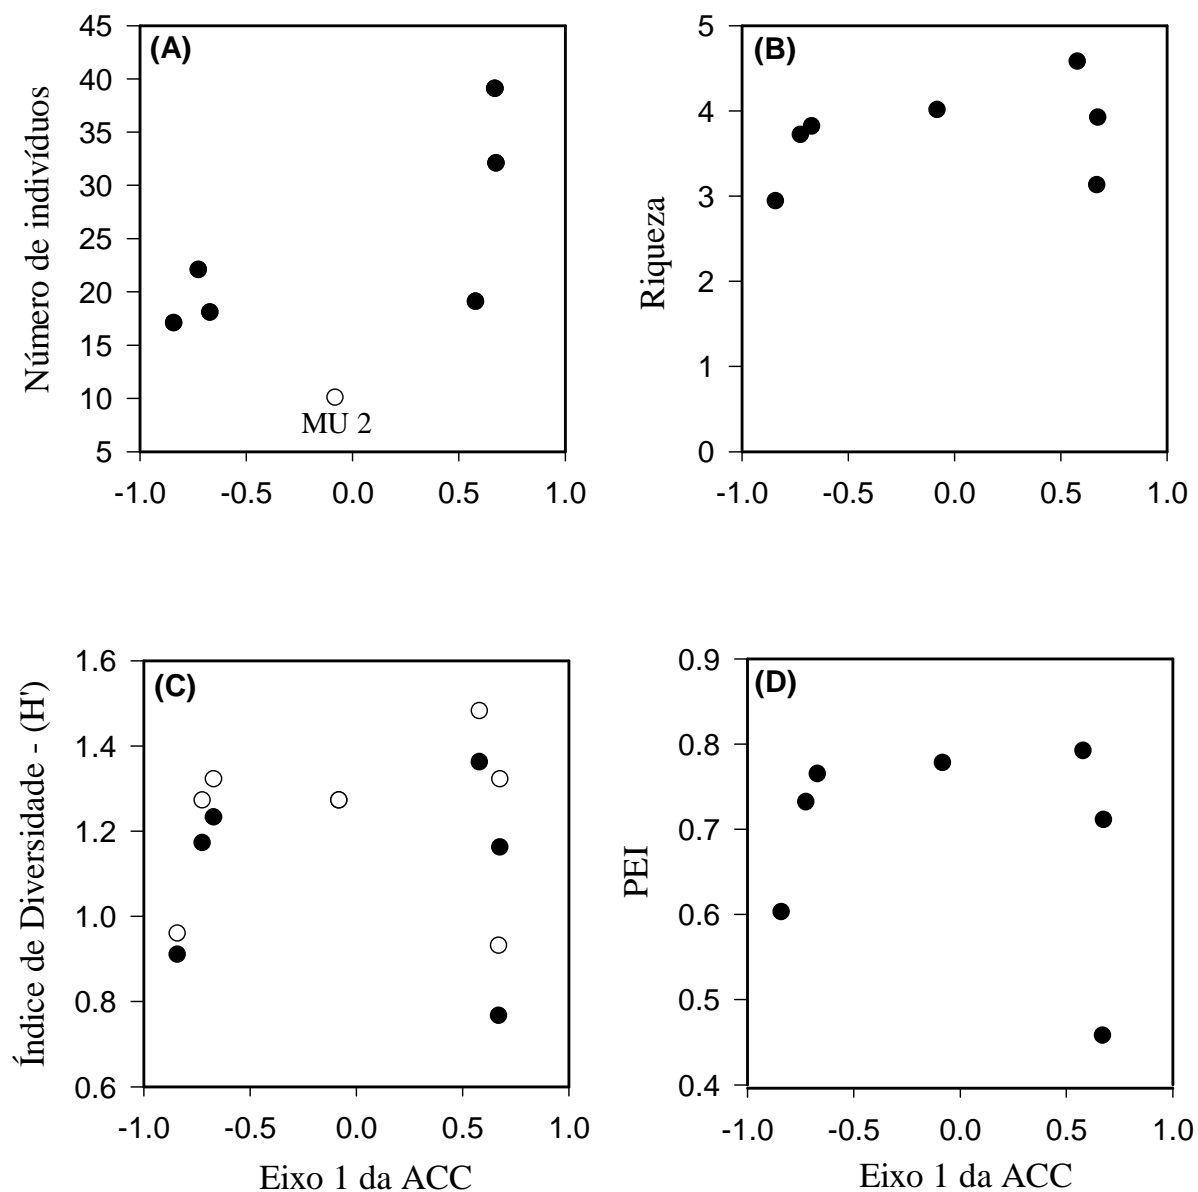 (A)
Número de indivíduos
45
40
35
30
25
20
15
10
5
MU 2
-1.0 -0.5 0.0 0.5 1.0
(B)
Riqueza
5
4
3
2
1
0
-1.0 -0.5 0.0 0.5 1.0
(C)
Índice de Diversidade - (H')
1.6
1.4
1.2
1.0
0.8
0.6
-1.0 -0.5 0.0 0.5 1.0
Eixo 1 da ACC
(D)
PEI
0.9
0.8
0.7
0.6
0.5
0.4
-1.0 -0.5 0.0 0.5 1.0
Eixo 1 da ACC